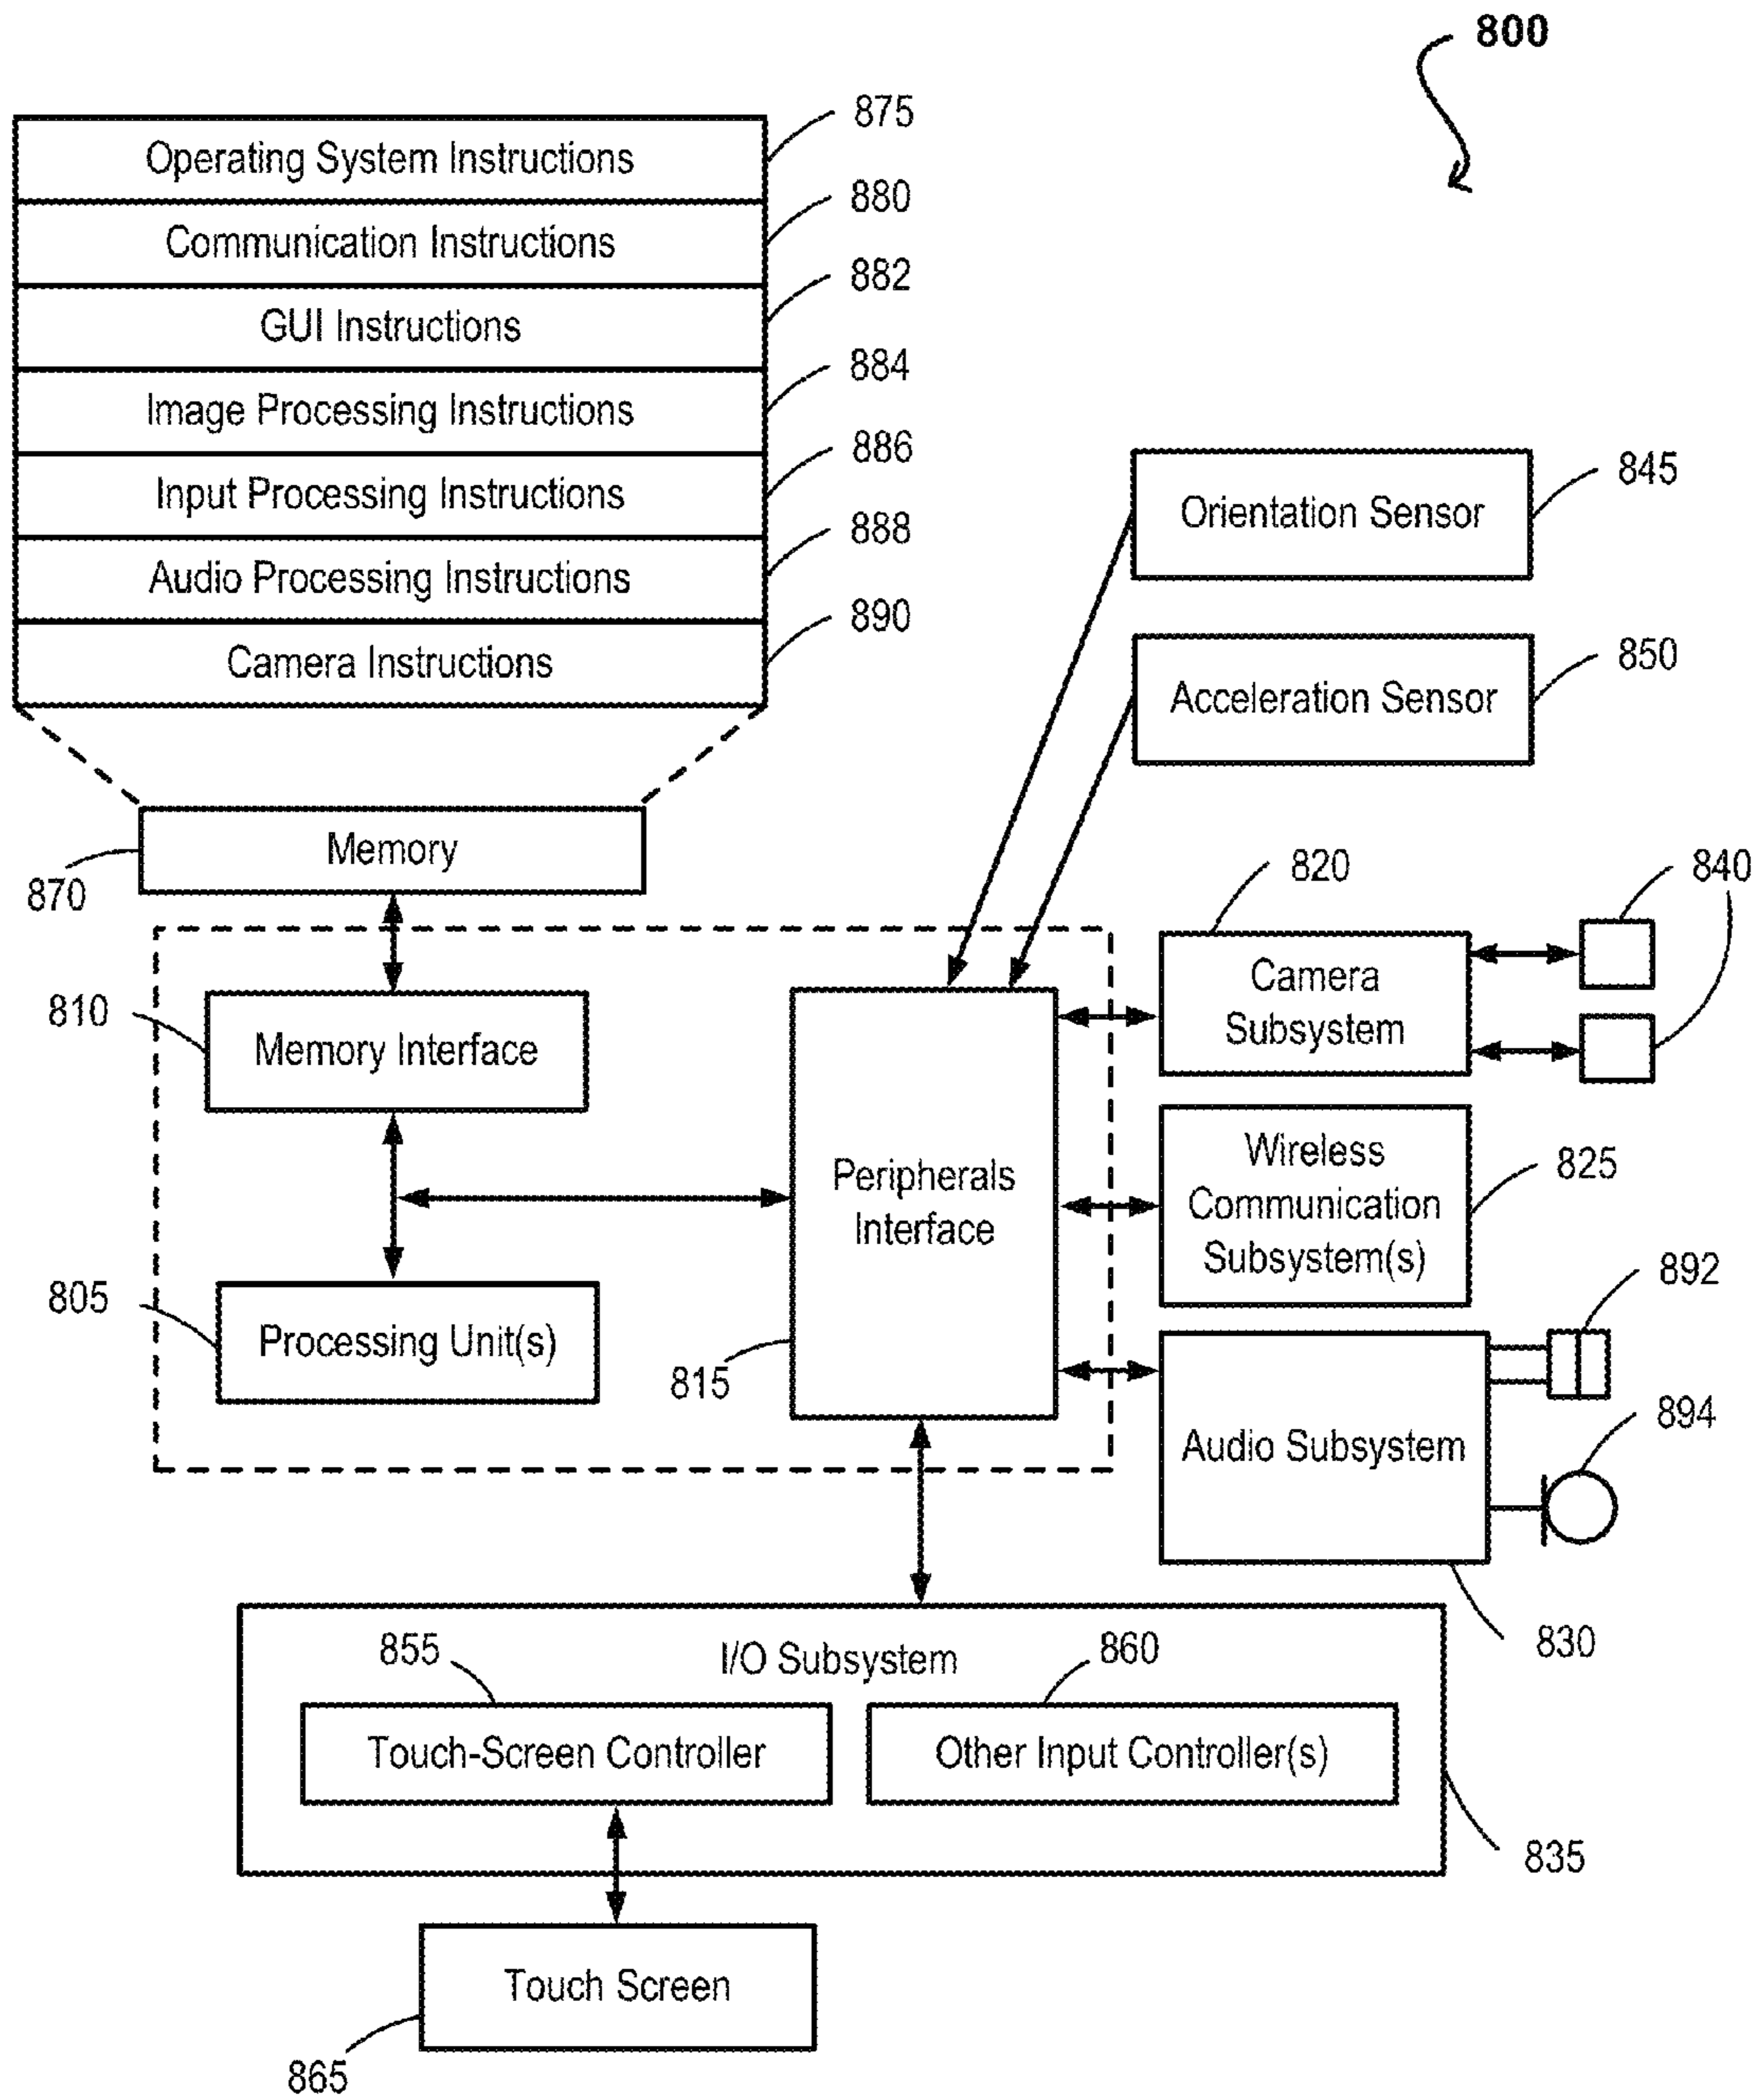 800
875
Operating System Instructions
880
Communication Instructions
882
GUI Instructions
884
Image Processing Instructions
886
Input Processing Instructions
888
Audio Processing Instructions
890
Camera Instructions
845
Orientation Sensor
850
Acceleration Sensor
Memory
870
820
840
Camera
Subsystem
810
Memory Interface
Wireless
Communication
Subsystem(s)
825
Peripherals
Interface
815
805
Processing Unit(s)
892
894
Audio Subsystem
830
I/O Subsystem
855
860
Touch-Screen Controller
Other Input Controller(s)
835
Touch Screen
865